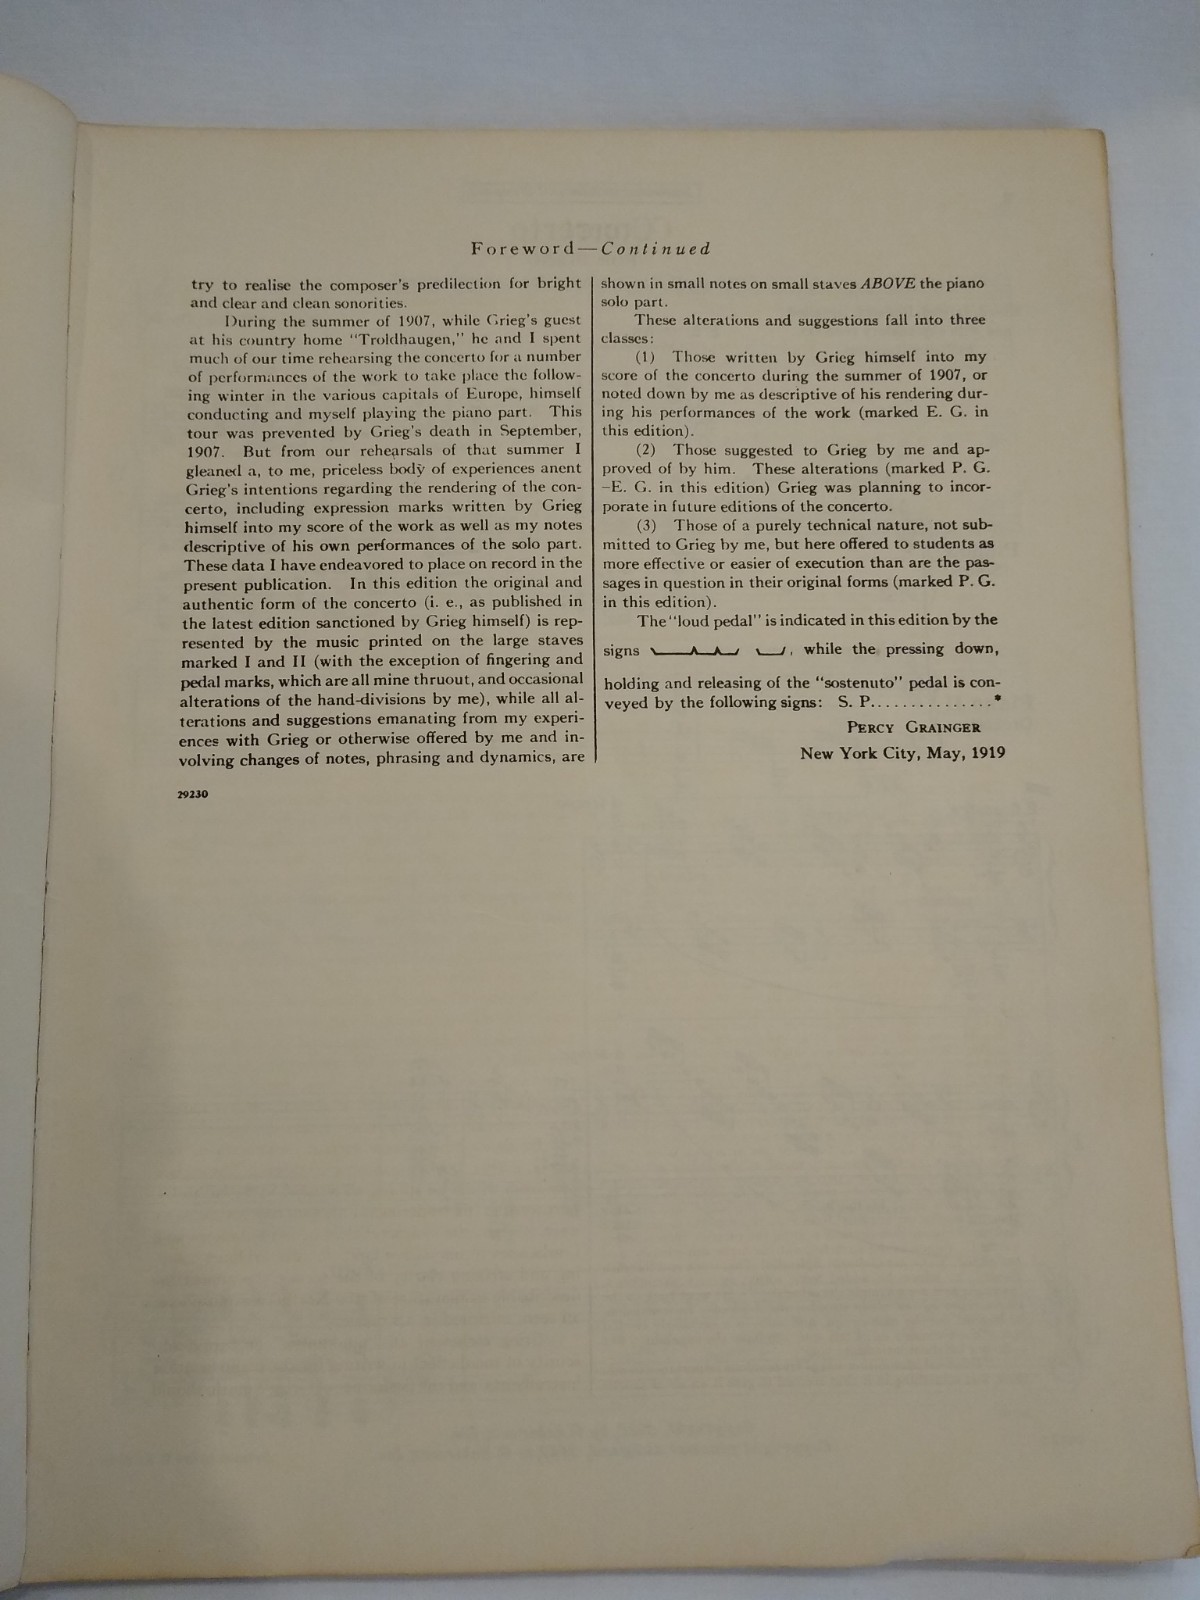 Foreword—Continued
try to realise the composer's predilection for bright
and clear and clean sonorities.
During the summer of 1907, while Grieg's guest
at his country home "Troldhaugen," he and I spent
much of our time rehearsing the concerto for a number
of performances of the work to take place the follow-
ing winter in the various capitals of Europe, himself
conducting and myself playing the piano part. This
tour was prevented by Grieg's death in September,
1907. But from our rehearsals of that summer I
gleaned a, to me, priceless body of experiences anent
Grieg's intentions regarding the rendering of the con-
certo, including expression marks written by Grieg
himself into my score of the work as well as my notes
descriptive of his own performances of the solo part.
These data I have endeavored to place on record in the
present publication. In this edition the original and
authentic form of the concerto (i. e., as published in
the latest edition sanctioned by Grieg himself) is rep-
resented by the music printed on the large staves
marked I and II (with the exception of fingering and
pedal marks, which are all mine thruout, and occasional
alterations of the hand-divisions by me), while all al-
terations and suggestions emanating from my experi-
ences with Grieg or otherwise offered by me and in-
volving changes of notes, phrasing and dynamics, are
shown in small notes on small staves ABOVE the piano
solo part.
These alterations and suggestions fall into three
classes:
(1) Those written by Grieg himself into my
score of the concerto during the summer of 1907, or
noted down by me as descriptive of his rendering dur-
ing his performances of the work (marked E. G. in
this edition).
(2) Those suggested to Grieg by me and ap-
proved of by him. These alterations (marked P. G.
-E. G. in this edition) Grieg was planning to incor-
porate in future editions of the concerto.
(3) Those of a purely technical nature, not sub-
mitted to Grieg by me, but here offered to students as
more effective or easier of execution than are the pas-
sages in question in their original forms (marked P. G.
in this edition).
The "loud pedal" is indicated in this edition by the
signs , while the pressing down,
holding and releasing of the "sostenuto" pedal is con-
veyed by the following signs: S. P...............*
PERCY GRAINGER
New York City, May, 1919
29230